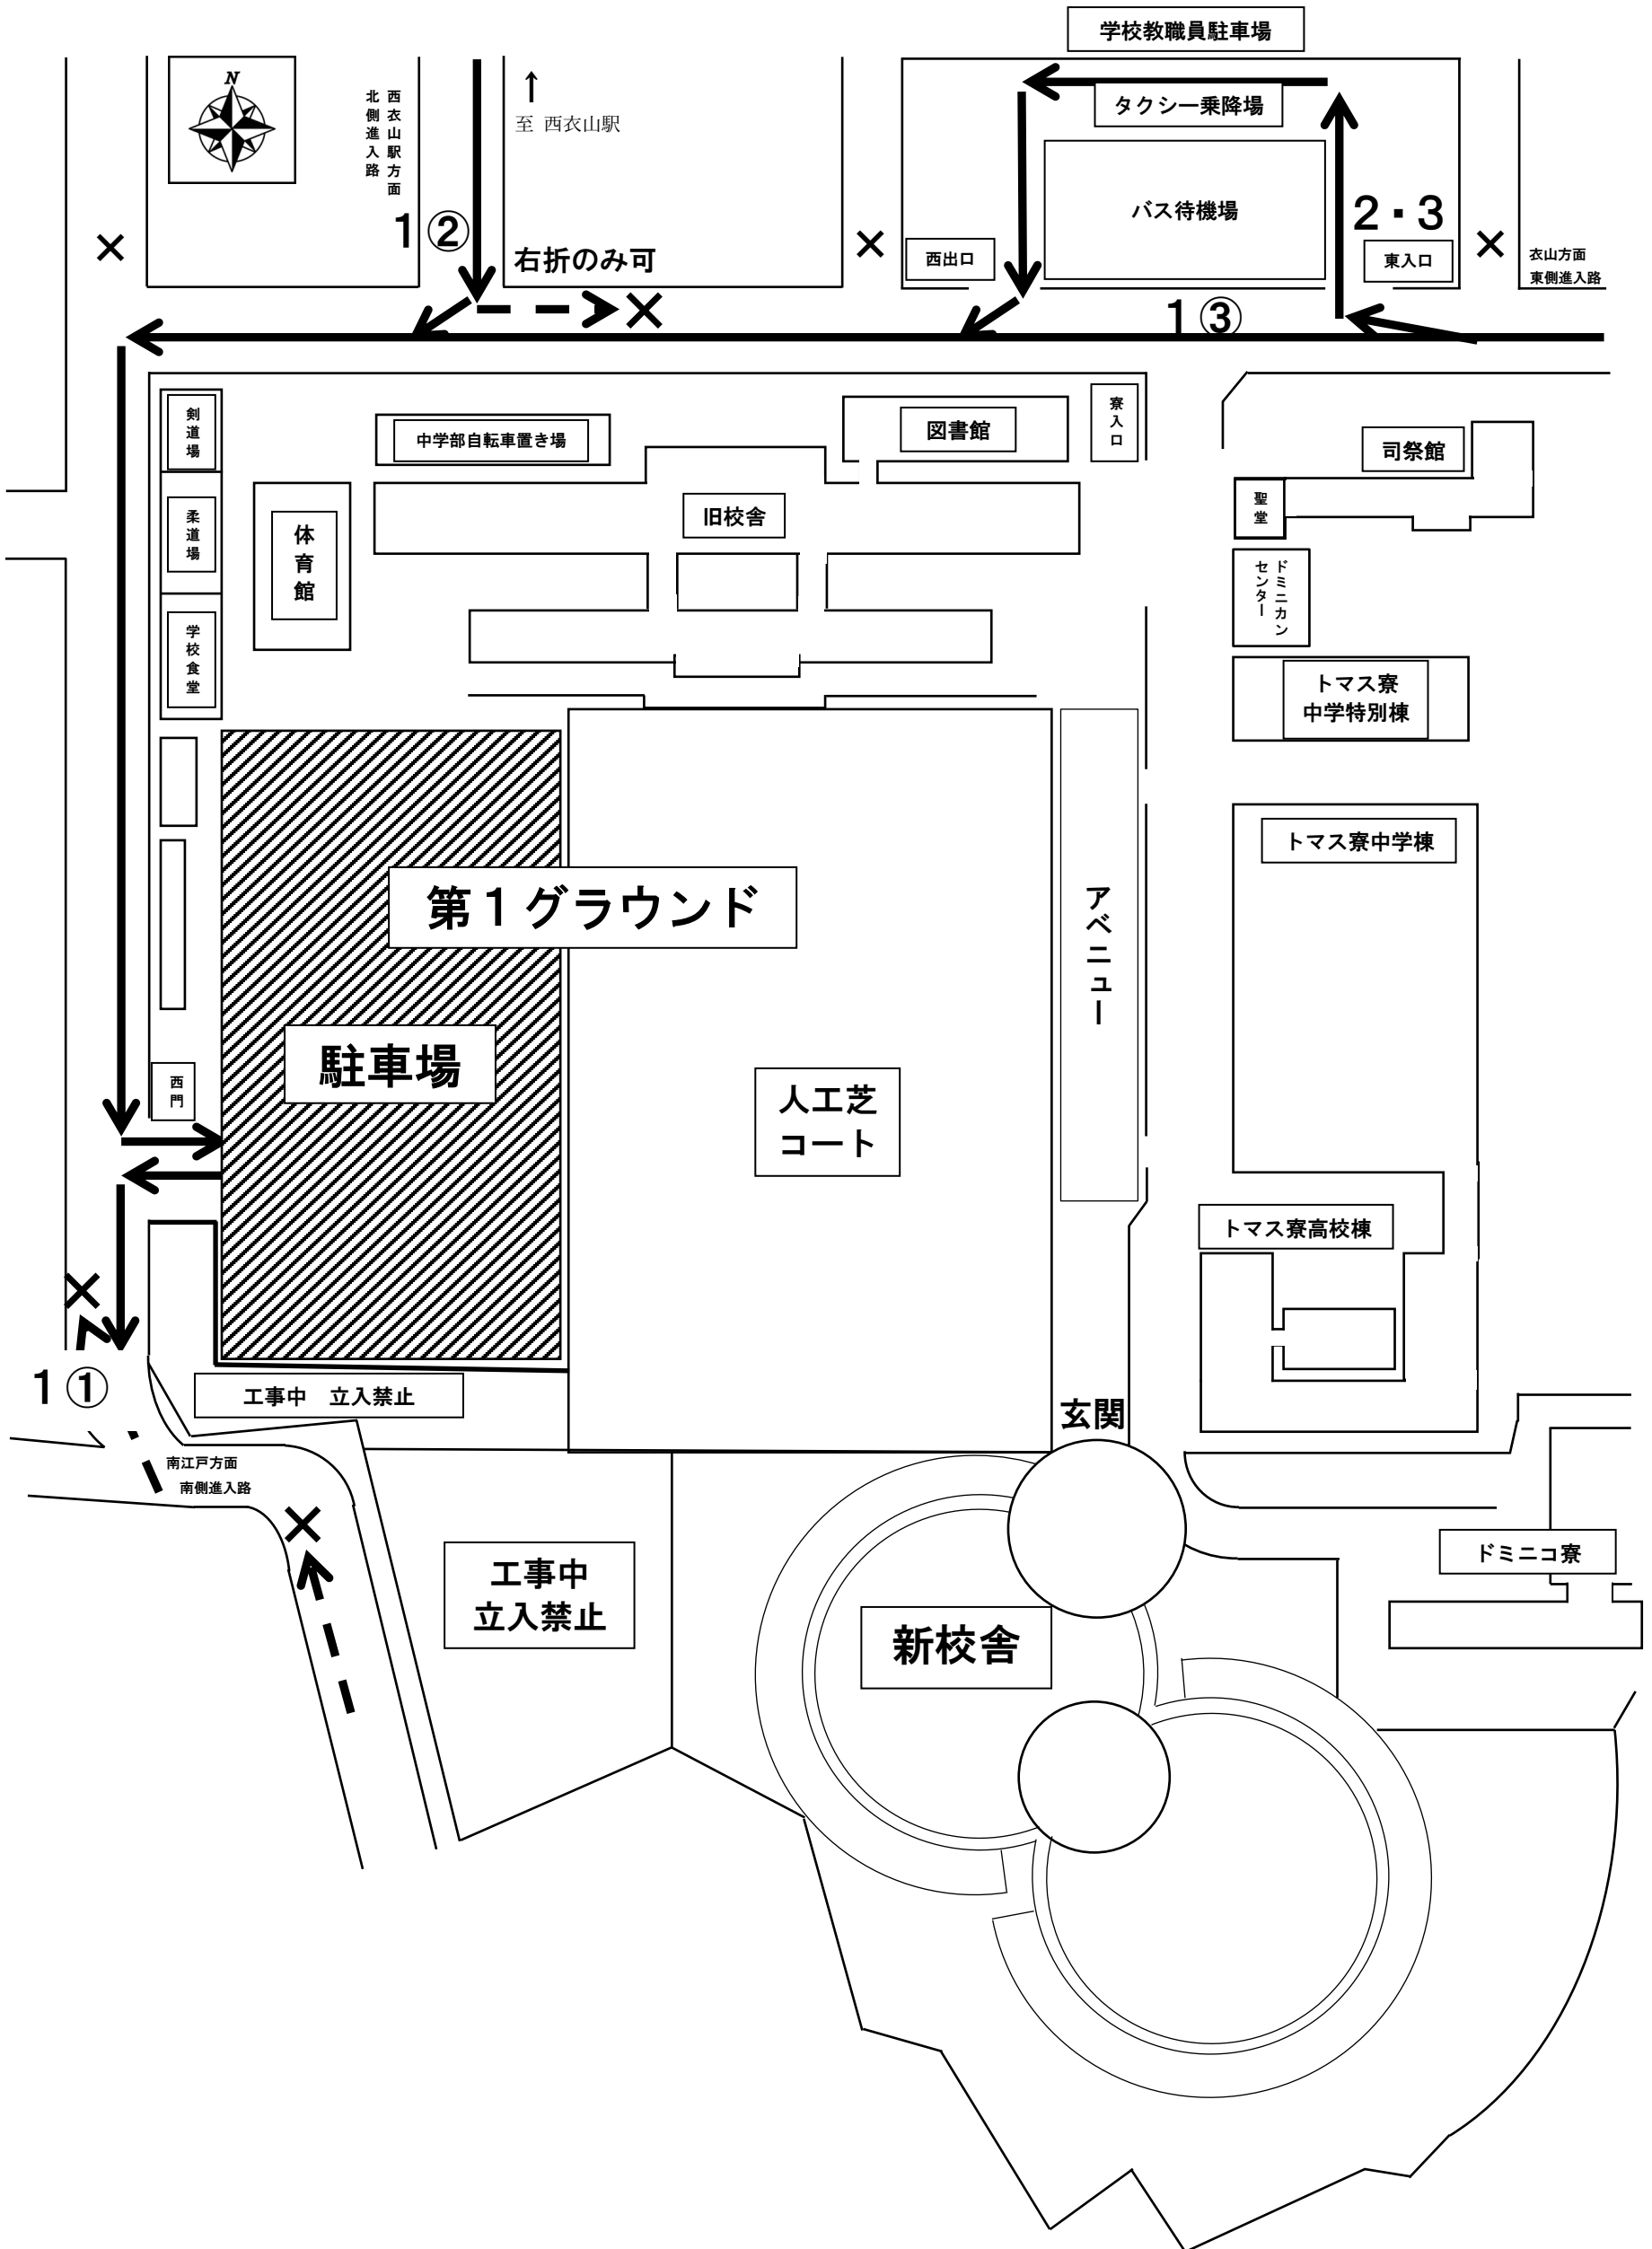 学校教職員駐車場
N
西衣山駅方面
北側進入路
↑
至 西衣山駅
タクシー乗降場
バス待機場
2・3
1②
右折のみ可
西出口
東入口
衣山方面
東側進入路
1③
剣道場
中学部自転車置き場
図書館
寮入口
司祭館
柔道場
体育館
旧校舎
聖堂
ドミニカン
センター
学校食堂
トマス寮
中学特別棟
トマス寮中学棟
第1グラウンド
アベニュー
駐車場
西門
人工芝
コート
トマス寮高校棟
1①
工事中 立入禁止
玄関
南江戸方面
南側進入路
工事中
立入禁止
ドミニコ寮
新校舎